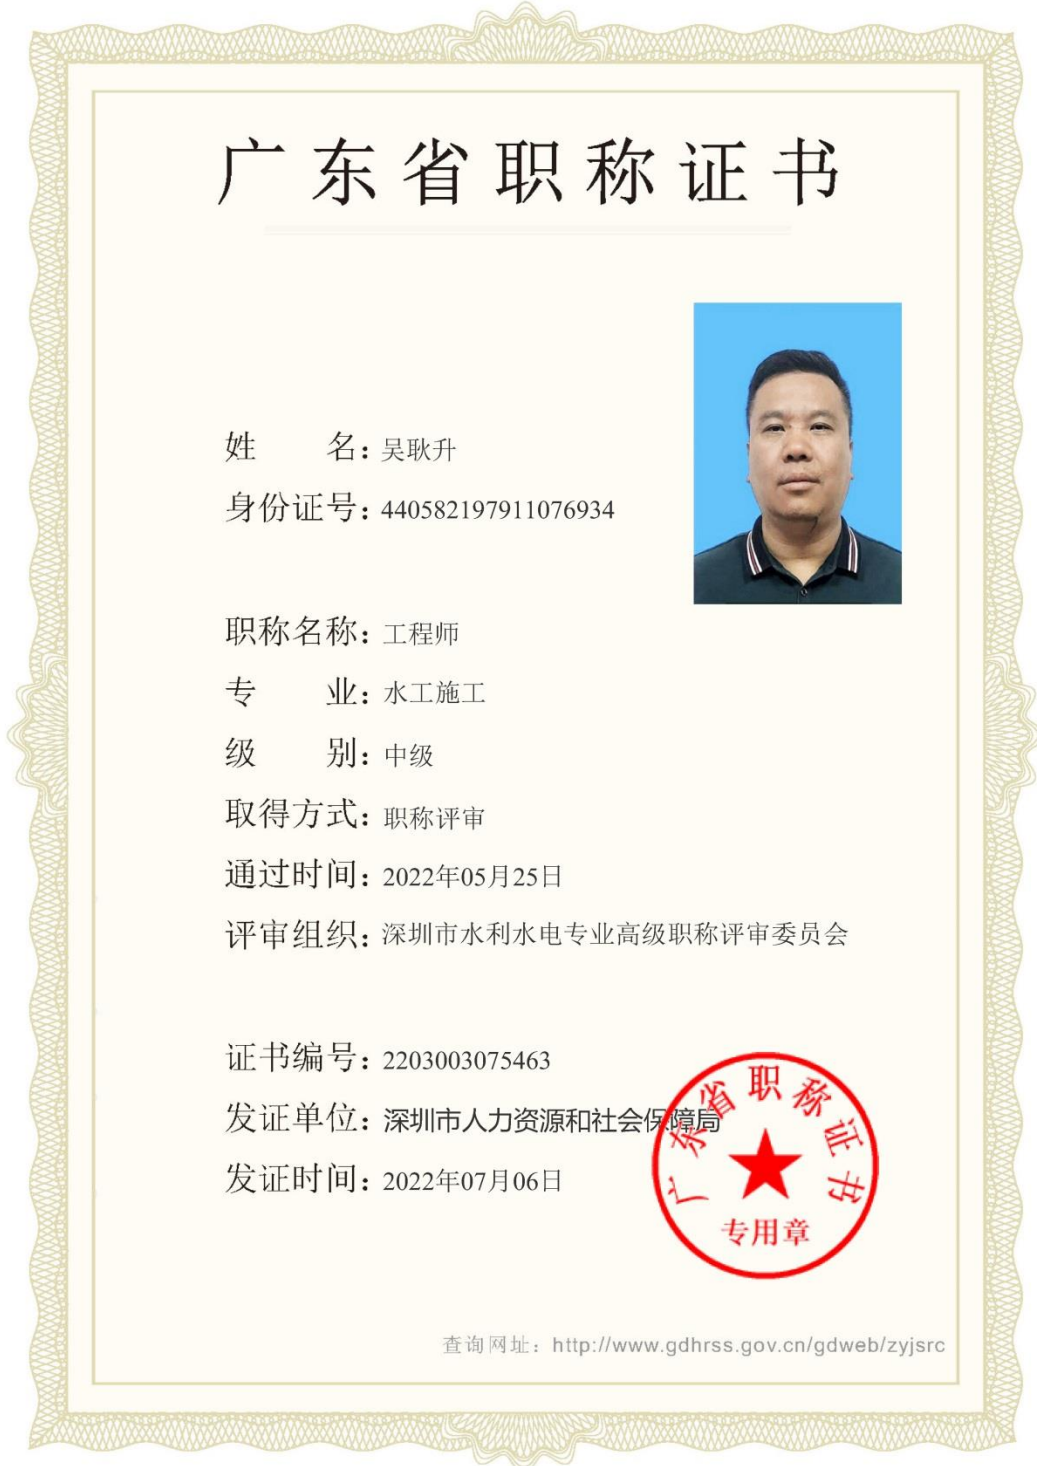 广东省职称证书
姓 名：吴耿升
身份证号：440582197911076934
职称名称：工程师
专 业：水工施工
级 别：中级
取得方式：职称评审
通过时间：2022年05月25日
评审组织：深圳市水利水电专业高级职称评审委员会
证书编号：2203003075463
发证单位：深圳市人力资源和社会保障局
发证时间：2022年07月06日
广东省职称证书
专用章
查询网址：http://www.gdhrss.gov.cn/gdweb/zyjsrc